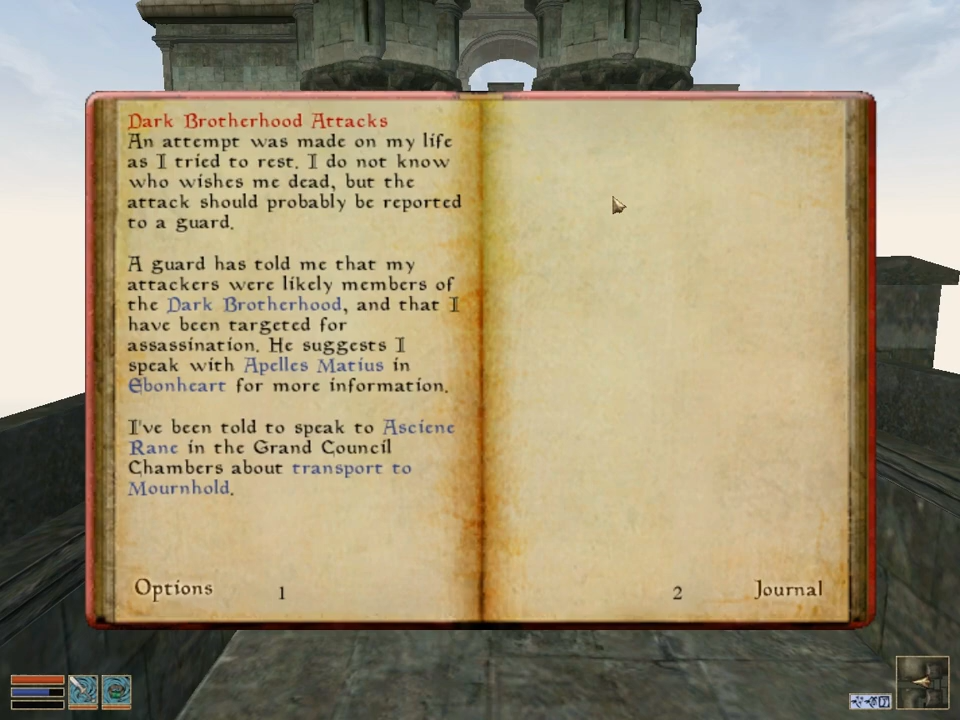 Dark Brotherhood Attacks
An attempt was made on my life
as I tried to rest. I do not know
who wishes me dead, but the
attack should probably be reported
to a guard.
A guard has told me that my
attackers were likely members of
the Dark Brotherhood, and that I
have been targeted for
assassination. He suggests I
speak with Apelles Matius in
Ebonheart for more information.
I've been told to speak to Asciene
Rane in the Grand Council
Chambers about transport to
Mournhold.
Options
1
2
Journal